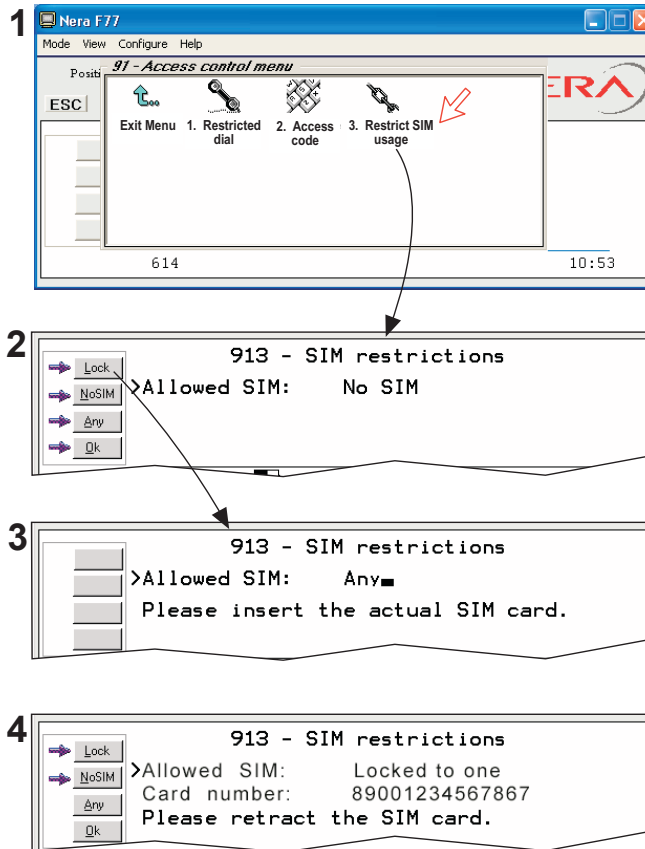 1
Nera F77
Mode View Configure Help
91 - Access control menu
Positi
ESC
Exit Menu
1. Restricted dial
2. Access code
3. Restrict SIM usage
ERA
614
10:53
2
913 - SIM restrictions
Lock
>Allowed SIM: No SIM
NoSIM
Any
Ok
3
913 - SIM restrictions
>Allowed SIM: Any
Please insert the actual SIM card.
4
913 - SIM restrictions
Lock
>Allowed SIM: Locked to one
NoSIM
Card number: 89001234567867
Any
Please retract the SIM card.
Ok